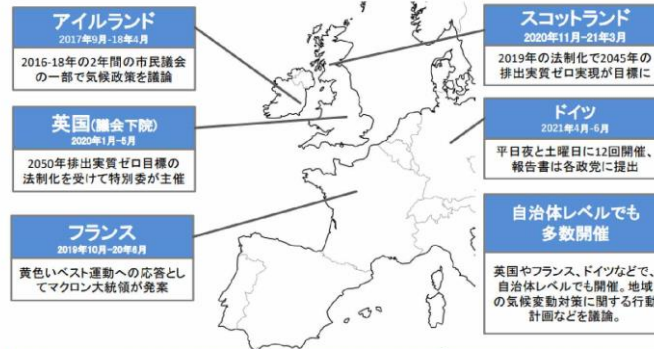 アイルランド
2017年9月-18年4月
2016-18年の2年間の市民議会
の一部で気候政策を議論
英国(議会下院)
2020年1月-5月
2050年排出実質ゼロ目標の
法制化を受けて特別委が主催
フランス
2019年10月-20年6月
黄色いベスト運動への応答とし
てマクロン大統領が発案
スコットランド
2020年11月-21年3月
2019年の法制化で2045年の
排出実質ゼロ実現が目標に
ドイツ
2021年4月-6月
平日夜と土曜日に12回開催、
報告書は各政党に提出
自治体レベルでも
多数開催
英国やフランス、ドイツなどで、
自治体レベルでも開催。地域
の気候変動対策に関する行動
計画などを議論。